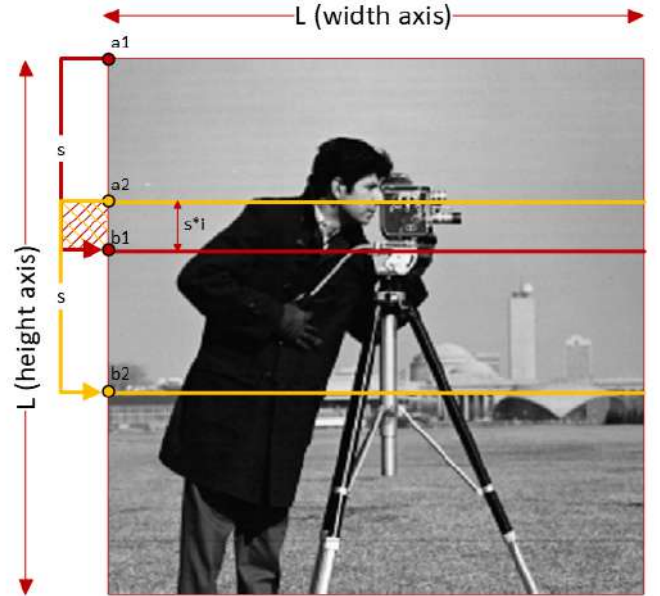 L (width axis)
a1
s
a2
s*i
b1
s
L (height axis)
b2